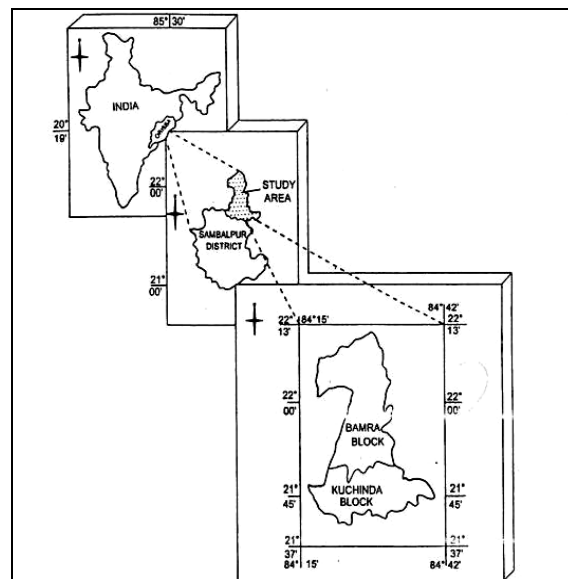 85° 30'
INDIA
ORISSA
20°
19'
22°
00'
STUDY
AREA
SAMBALPUR
DISTRICT
21°
00'
84° 42'
22° 84° 15' 22°
13' 13'
22° 22°
00' 00'
BAMRA
BLOCK
KUCHINDA
BLOCK
21° 21°
45' 45'
21° 21°
37' 37'
84° 15' 84° 42'